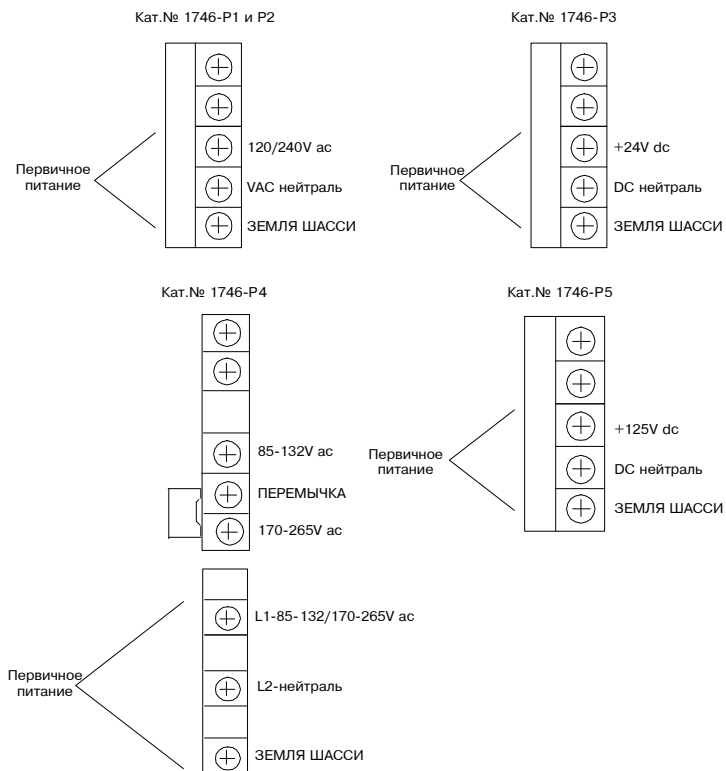 Кат.№ 1746-P1 и P2
120/240V ac
Первичное
питание
VAC нейтраль
ЗЕМЛЯ ШАССИ
Кат.№ 1746-P3
+24V dc
Первичное
питание
DC нейтраль
ЗЕМЛЯ ШАССИ
Кат.№ 1746-P4
85-132V ac
ПЕРЕМЫЧКА
170-265V ac
L1-85-132/170-265V ac
Первичное
питание
L2-нейтраль
ЗЕМЛЯ ШАССИ
Кат.№ 1746-P5
+125V dc
Первичное
питание
DC нейтраль
ЗЕМЛЯ ШАССИ